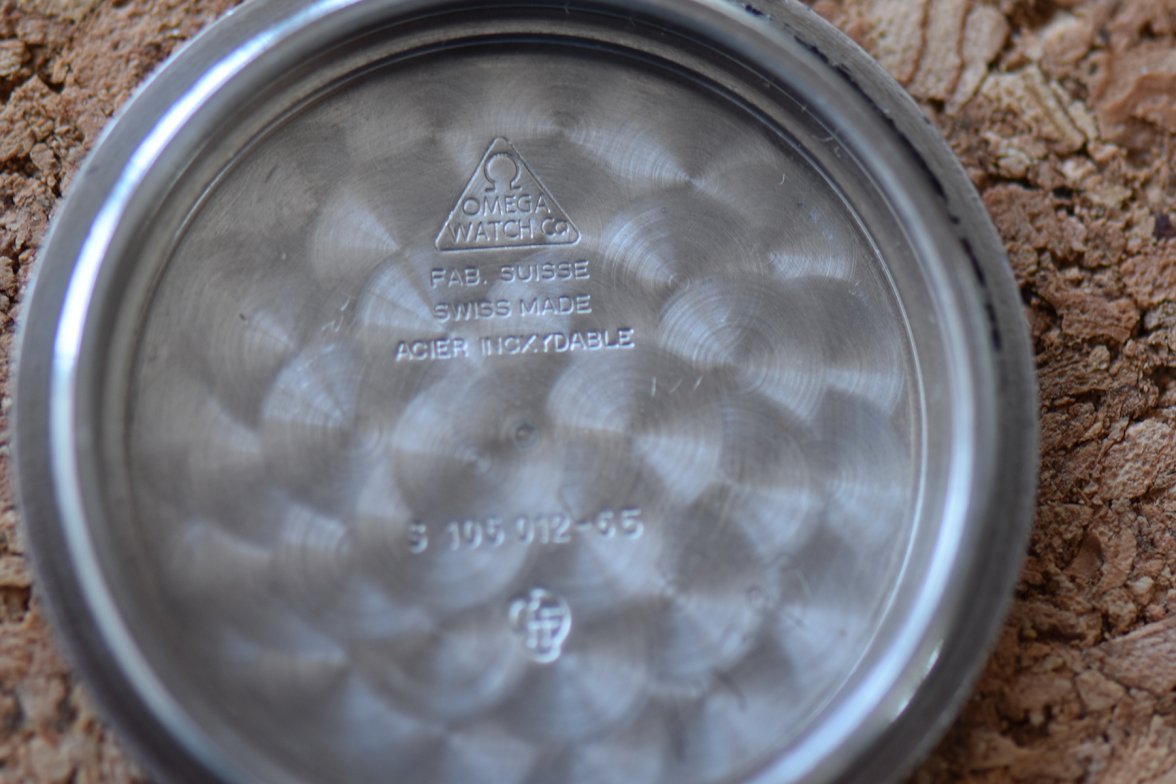 Ω
OMEGA
WATCH Co
FAB. SUISSE
SWISS MADE
ACIER INOXYDABLE
S 105 012-65